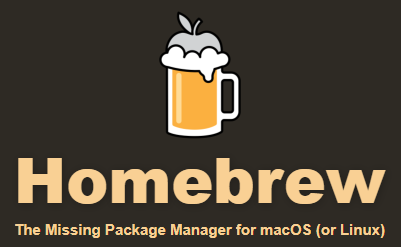 Homebrew
The Missing Package Manager for macOS (or Linux)